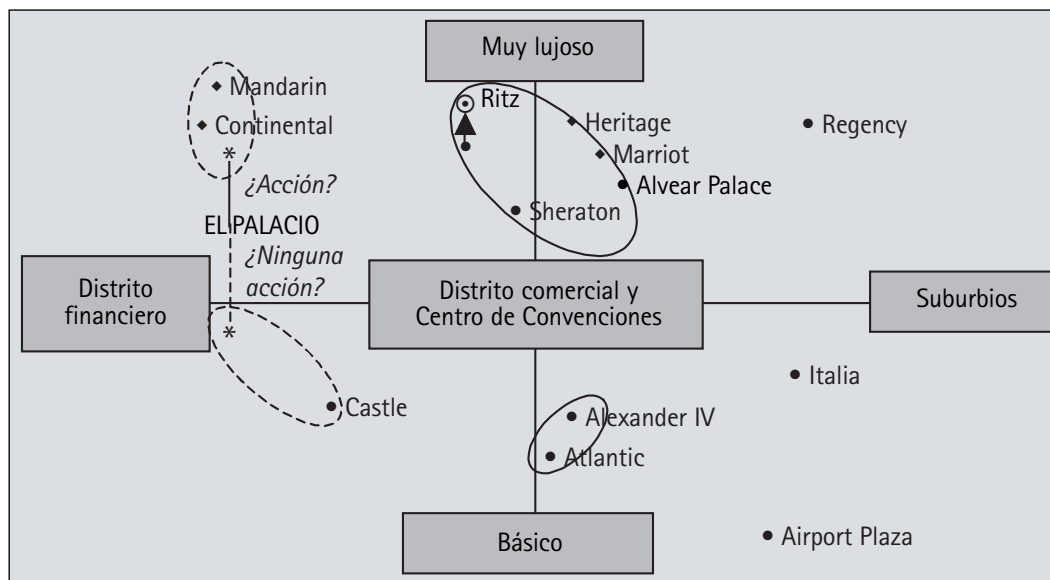 Muy lujoso
Mandarin
Ritz
Continental
Heritage
Regency
Marriot
¿Acción?
Alvear Palace
Sheraton
EL PALACIO
¿Ninguna
acción?
Distrito
financiero
Distrito comercial y
Centro de Convenciones
Suburbios
Italia
Castle
Alexander IV
Atlantic
Básico
Airport Plaza